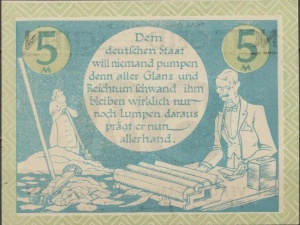 5
M
5
M
Dem
deutschen Staat
will niemand pumpen
denn aller Glanz und
Reichtum schwand, ihm
bleiben wirklich nur
noch Lumpen, daraus
prägt er nun
allerhand.